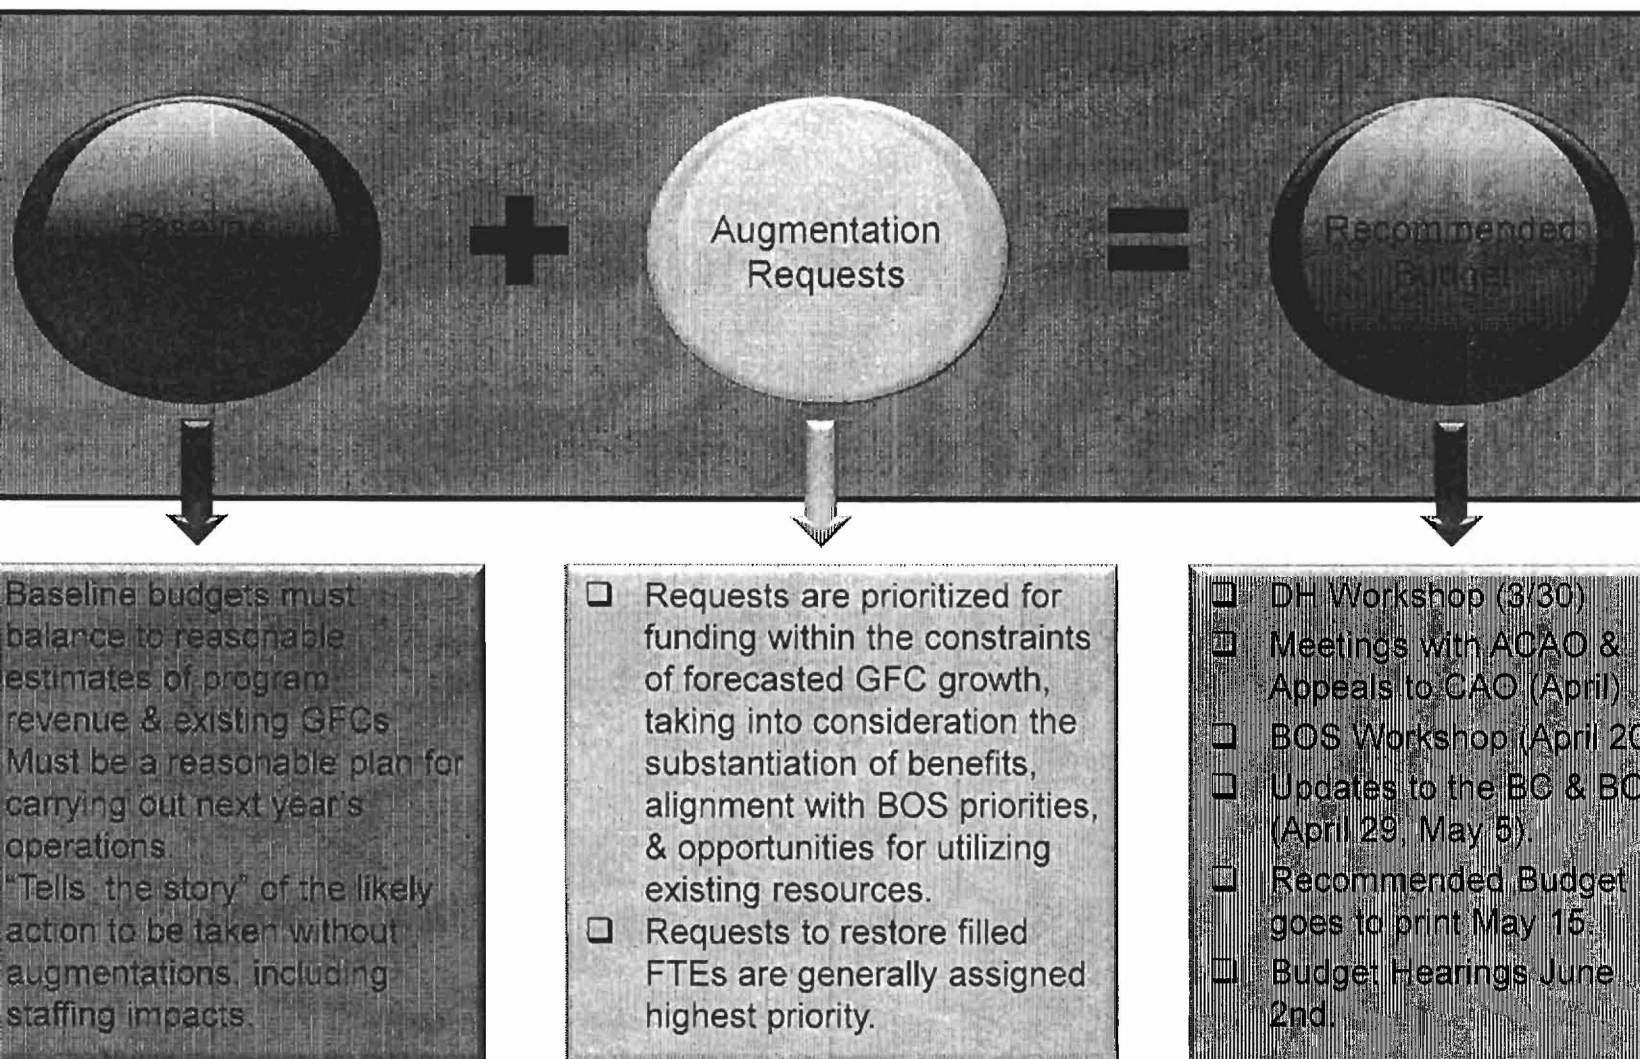 Baseline
Augmentation
Requests
Recommended
Budget
Baseline budgets must
balance to reasonable
estimates of program
revenue & existing GFCs
Must be a reasonable plan for
carrying out next year's
operations.
"Tells the story" of the likely
action to be taken without
augmentations, including
staffing impacts.
❑ Requests are prioritized for
funding within the constraints
of forecasted GFC growth,
taking into consideration the
substantiation of benefits,
alignment with BOS priorities,
& opportunities for utilizing
existing resources.
❑ Requests to restore filled
FTEs are generally assigned
highest priority.
❑ DH Workshop (3/30)
❑ Meetings with ACAO &
Appeals to CAO (April)
❑ BOS Workshop (April 20
❑ Updates to the BC & BO
(April 29, May 5).
❑ Recommended Budget
goes to print May 15.
❑ Budget Hearings June
2nd.